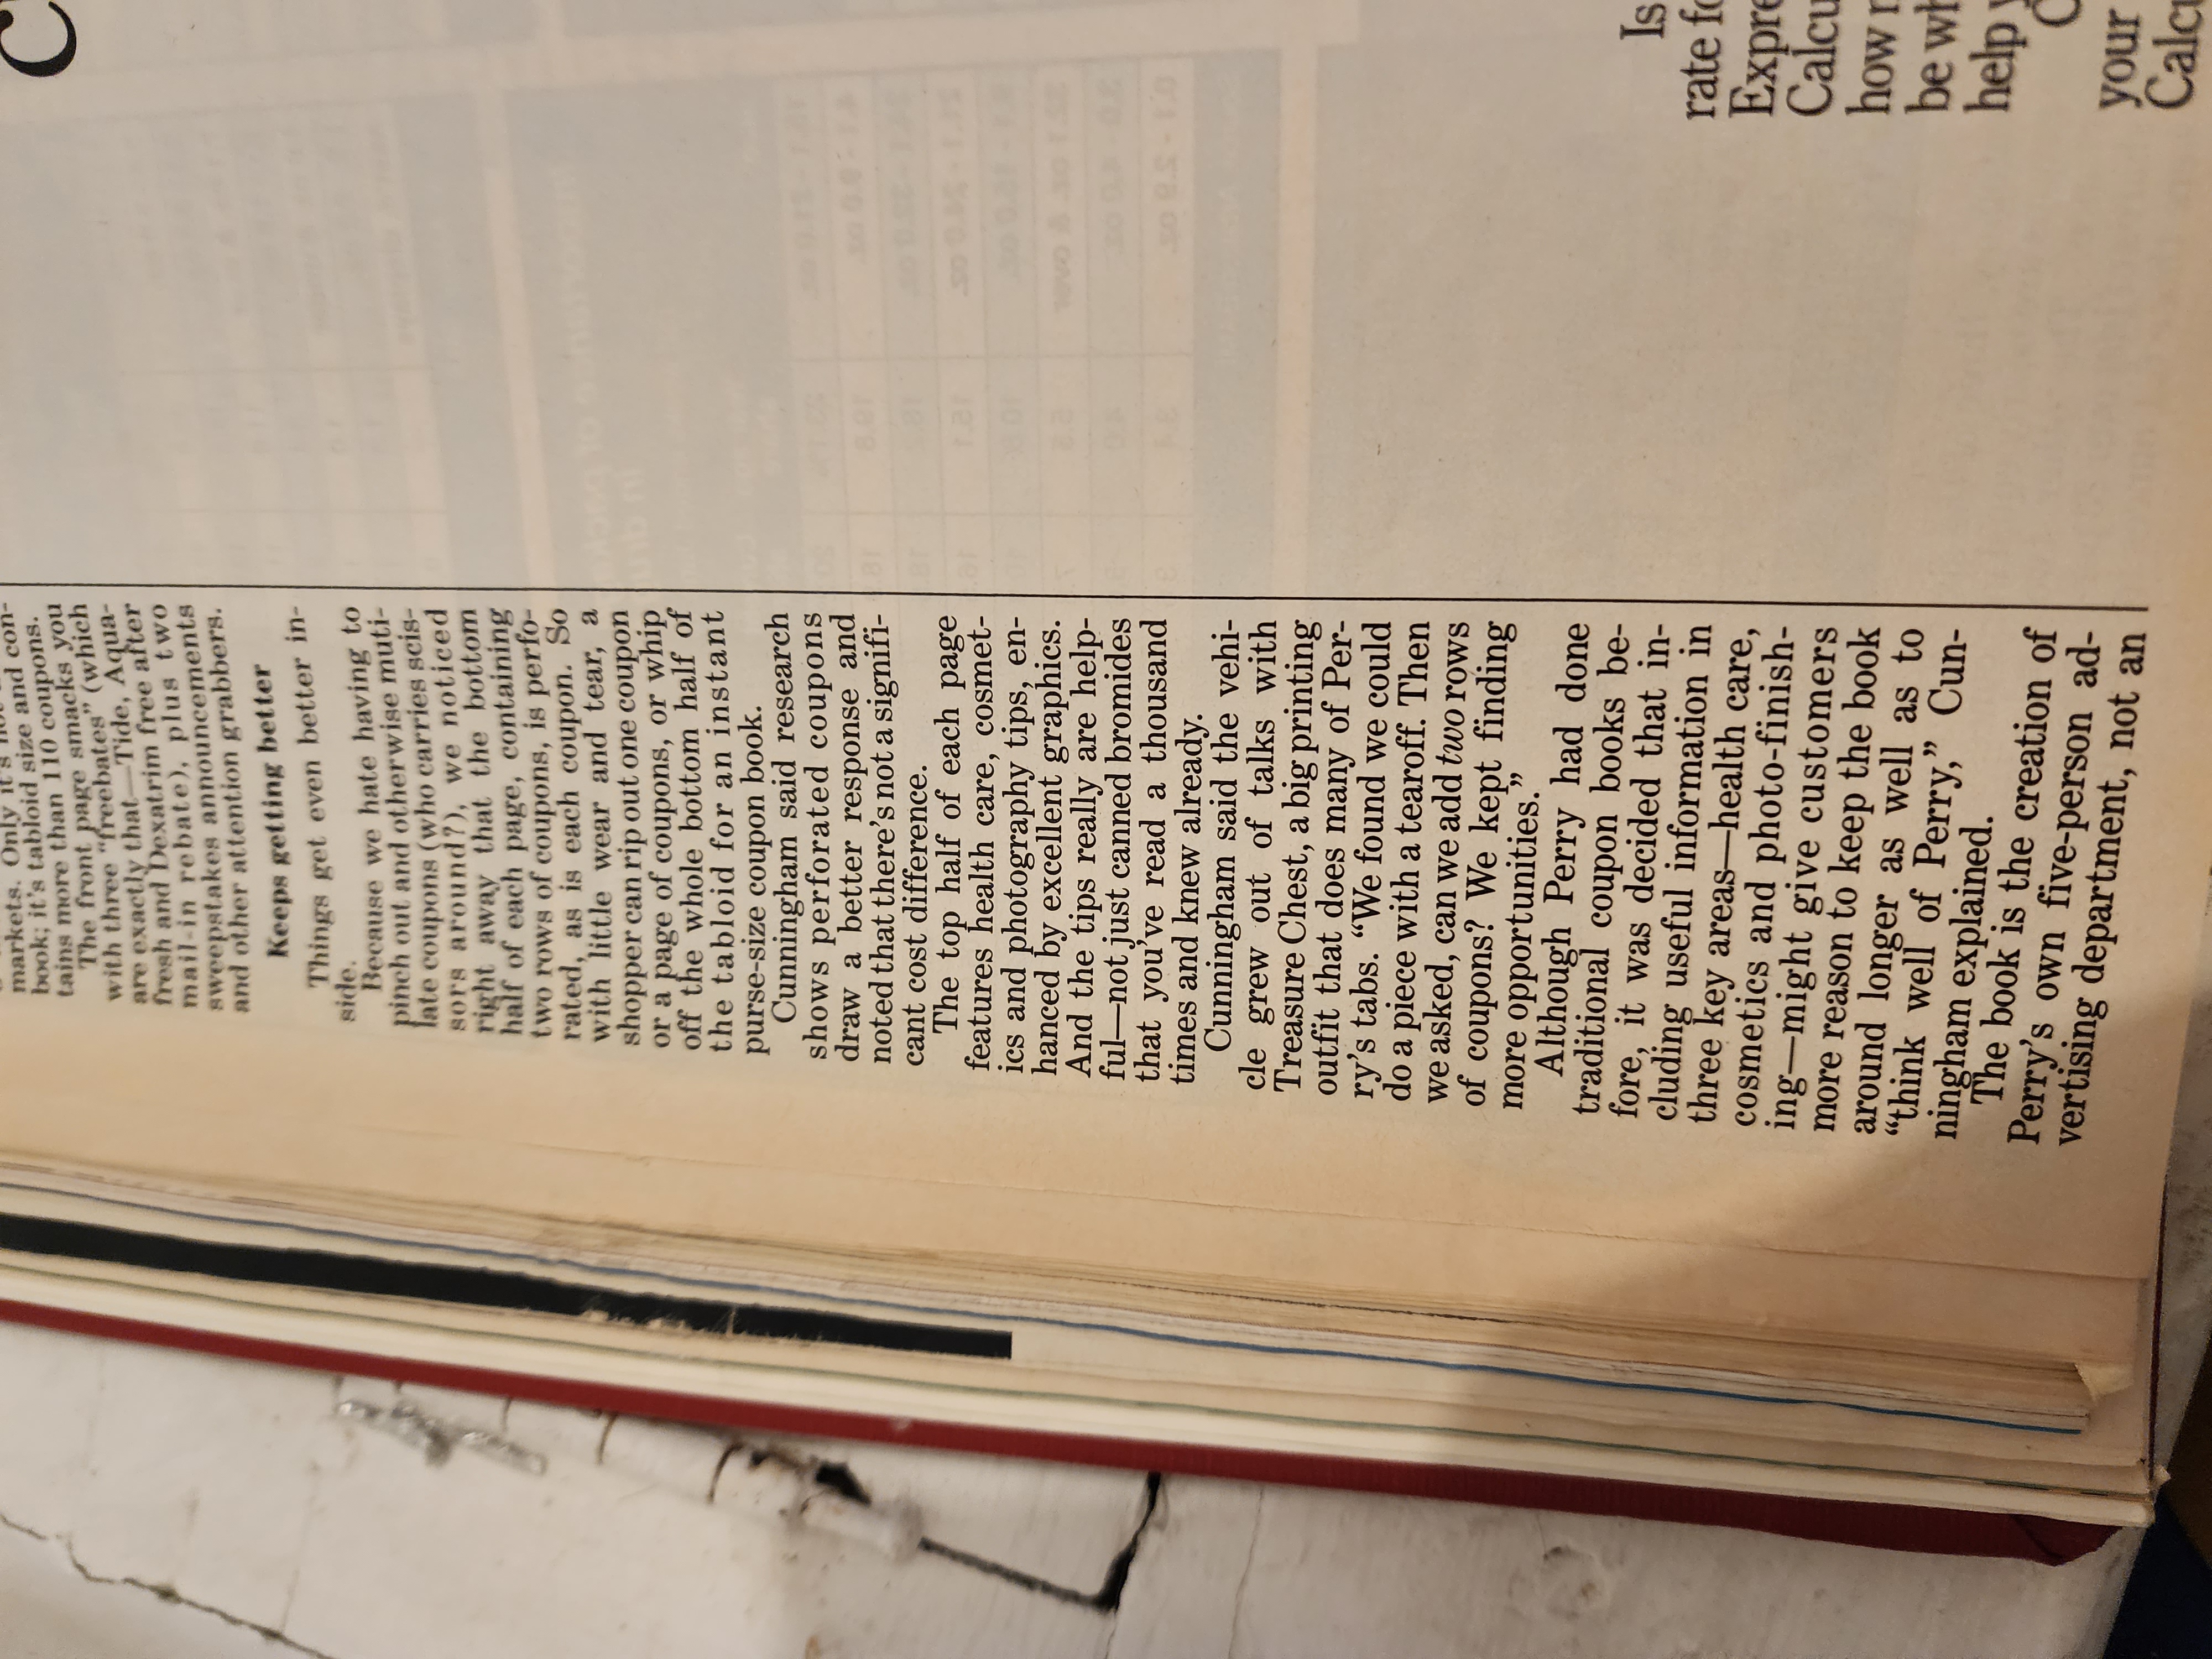 markets. Only it's not a
book; it's tabloid size and con-
tains more than 110 coupons.
The front page smacks you
with three “freebates” (which
are exactly that—Tide, Aqua-
fresh and Dexatrim free after
mail-in rebate), plus two
sweepstakes announcements
and other attention grabbers.
Keeps getting better
Things get even better in-
side.
Because we hate having to
pinch out and otherwise muti-
late coupons (who carries scis-
sors around?), we noticed
right away that the bottom
half of each page, containing
two rows of coupons, is perfo-
rated, as is each coupon. So
with little wear and tear, a
shopper can rip out one coupon
or a page of coupons, or whip
off the whole bottom half of
the tabloid for an instant
purse-size coupon book.
Cunningham said research
shows perforated coupons
draw a better response and
noted that there's not a signifi-
cant cost difference.
The top half of each page
features health care, cosmet-
ics and photography tips, en-
hanced by excellent graphics.
And the tips really are help-
ful—not just canned bromides
that you've read a thousand
times and knew already.
Cunningham said the vehi-
cle grew out of talks with
Treasure Chest, a big printing
outfit that does many of Per-
ry's tabs. “We found we could
do a piece with a tearoff. Then
we asked, can we add two rows
of coupons? We kept finding
more opportunities.”
Although Perry had done
traditional coupon books be-
fore, it was decided that in-
cluding useful information in
three key areas—health care,
cosmetics and photo-finish-
ing—might give customers
more reason to keep the book
around longer as well as to
“think well of Perry,” Cun-
ningham explained.
The book is the creation of
Perry's own five-person ad-
vertising department, not an
C
Is
rate fo
Expre
Calcu
how
be wh
help
your
Calcu